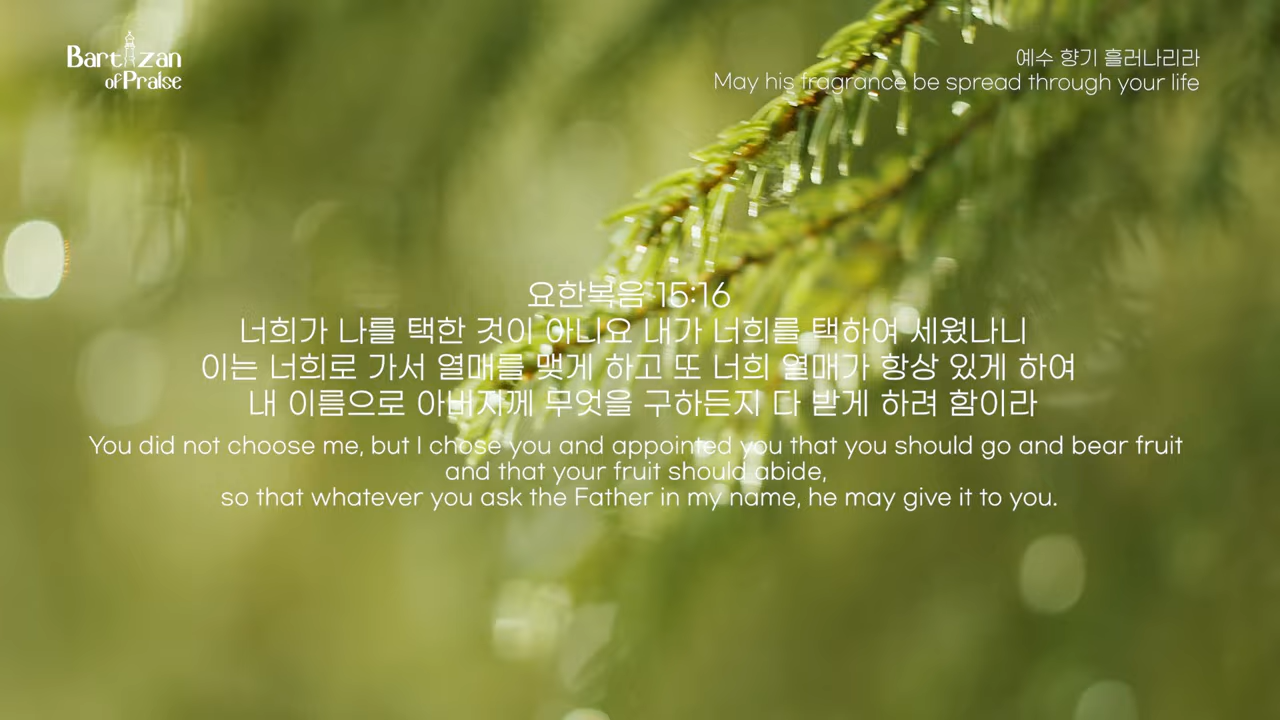 Bartizan
of Praise
예수 향기 흘러나리라
May his fragrance be spread through your life
요한복음 15:16
너희가 나를 택한 것이 아니요 내가 너희를 택하여 세웠나니
이는 너희로 가서 열매를 맺게 하고 또 너희 열매가 항상 있게 하여
내 이름으로 아버지께 무엇을 구하든지 다 받게 하려 함이라
You did not choose me, but I chose you and appointed you that you should go and bear fruit
and that your fruit should abide,
so that whatever you ask the Father in my name, he may give it to you.